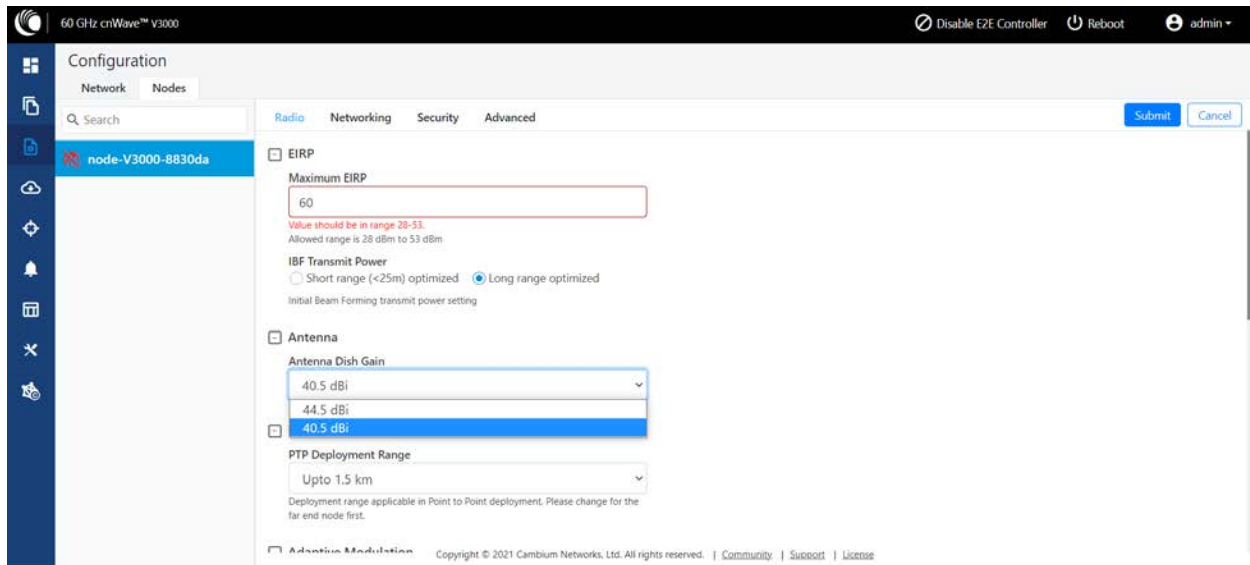 60 GHz cnWave™ V3000
Disable E2E Controller
Reboot
admin
Configuration
Network Nodes
Search
Radio Networking Security Advanced
Submit Cancel
node-V3000-8830da
EIRP
Maximum EIRP
60
Value should be in range 28-53.
Allowed range is 28 dBm to 53 dBm
IBF Transmit Power
Short range (<25m) optimized Long range optimized
Initial Beam Forming transmit power setting
Antenna
Antenna Dish Gain
40.5 dBi
44.5 dBi
40.5 dBi
PTP Deployment Range
Upto 1.5 km
Deployment range applicable in Point to Point deployment. Please change for the
far end node first.
Adaptive Modulation
Copyright © 2021 Cambium Networks, Ltd. All rights reserved. | Community | Support | License